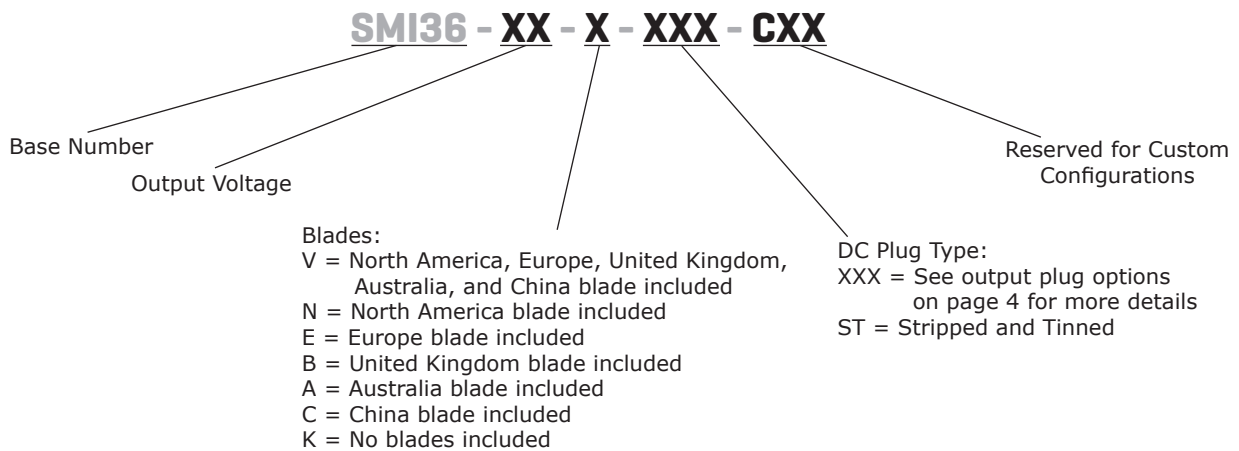 SMI36 - XX - X - XXX - CXX
Base Number
Output Voltage
Reserved for Custom
Configurations
Blades:
V = North America, Europe, United Kingdom,
Australia, and China blade included
N = North America blade included
E = Europe blade included
B = United Kingdom blade included
A = Australia blade included
C = China blade included
K = No blades included
DC Plug Type:
XXX = See output plug options
on page 4 for more details
ST = Stripped and Tinned